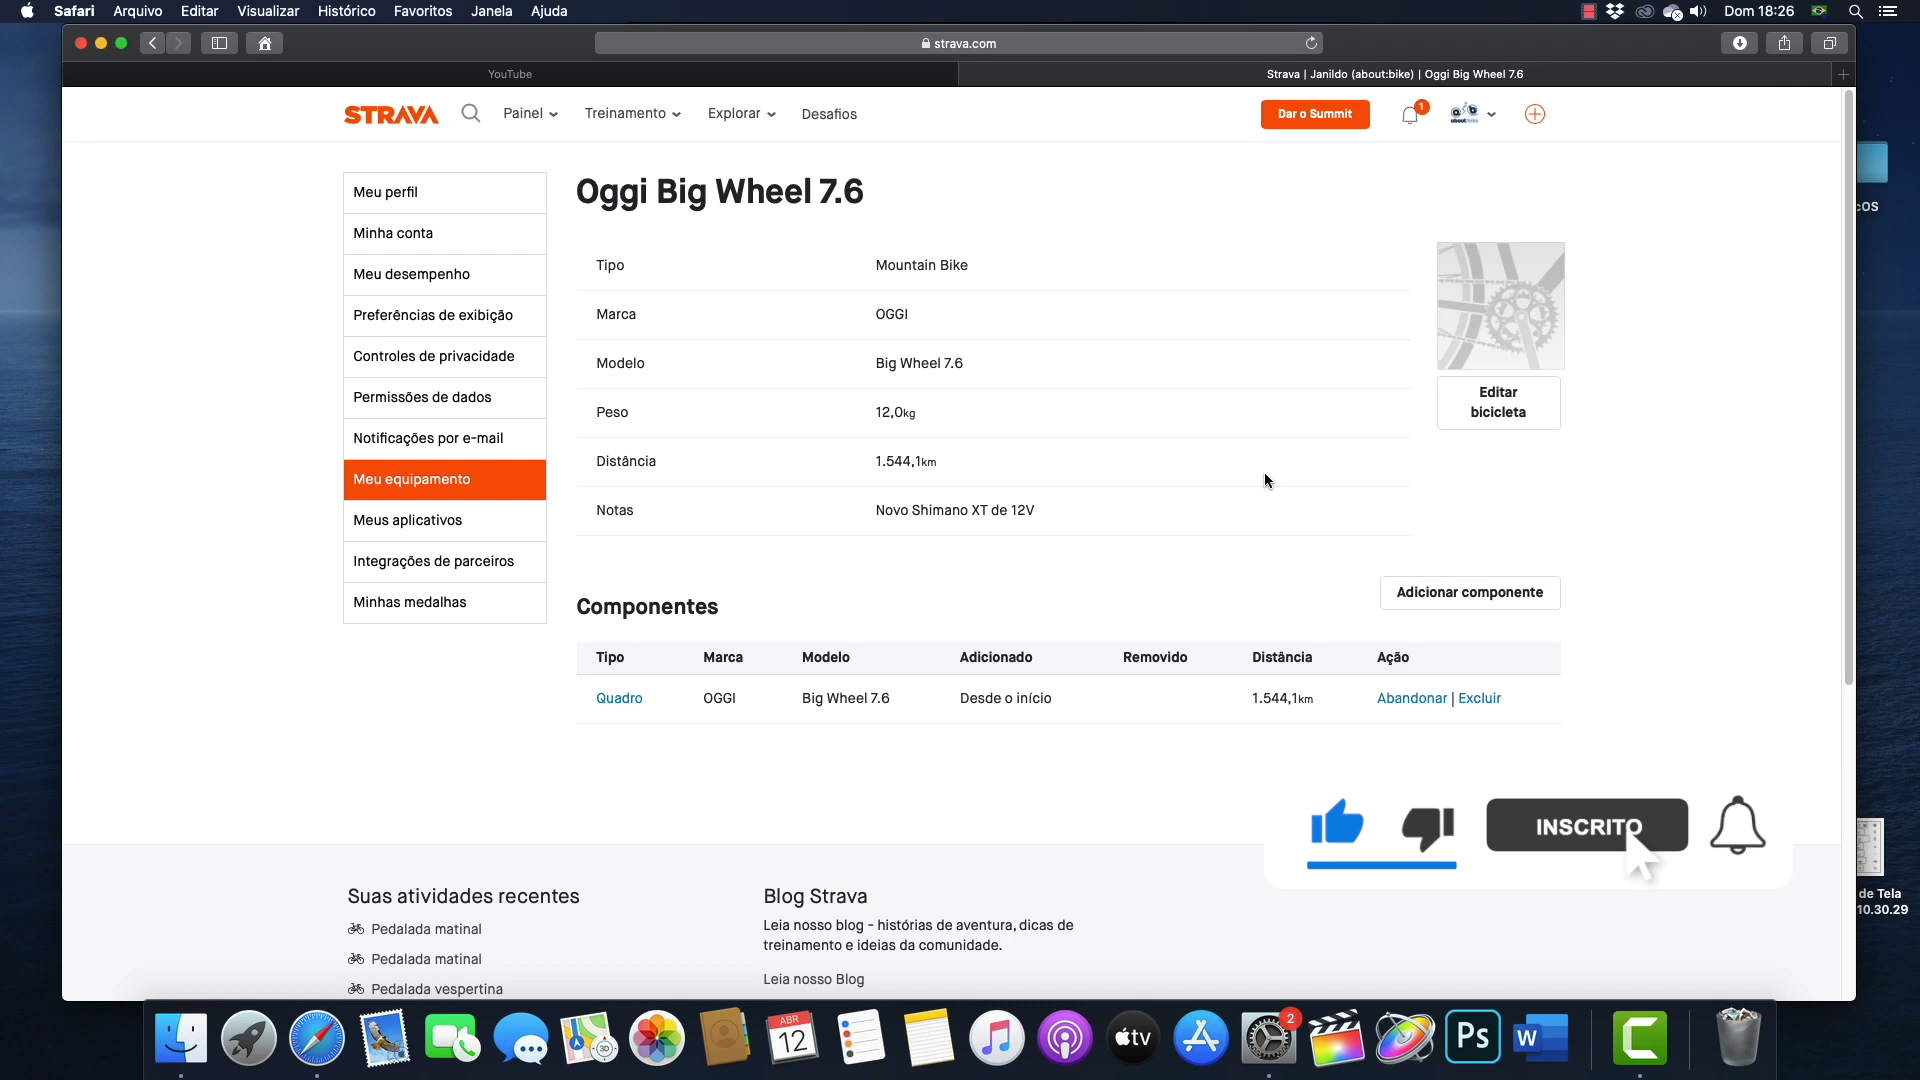 Safari Arquivo Editar Visualizar Histórico Favoritos Janela Ajuda Dom 18:26
strava.com
YouTube Strava | Janildo (about:bike) | Oggi Big Wheel 7.6
STRAVA Painel Treinamento Explorar Desafios Dar o Summit 1
Oggi Big Wheel 7.6
Meu perfil
Minha conta
Meu desempenho
Preferências de exibição
Controles de privacidade
Permissões de dados
Notificações por e-mail
Meu equipamento
Meus aplicativos
Integrações de parceiros
Minhas medalhas
Tipo Mountain Bike
Marca OGGI
Modelo Big Wheel 7.6
Peso 12,0kg
Distância 1.544,1km
Notas Novo Shimano XT de 12V
Editar
bicicleta
Componentes
Adicionar componente
Tipo Marca Modelo Adicionado Removido Distância Ação
Quadro OGGI Big Wheel 7.6 Desde o início 1.544,1km Abandonar | Excluir
INSCRITO
Suas atividades recentes
Pedalada matinal
Pedalada matinal
Pedalada vespertina
Blog Strava
Leia nosso blog - histórias de aventura, dicas de
treinamento e ideias da comunidade.
Leia nosso Blog
cOS
de Tela
10.30.29
ABR
12
3D
tv
2
Ps
W
C